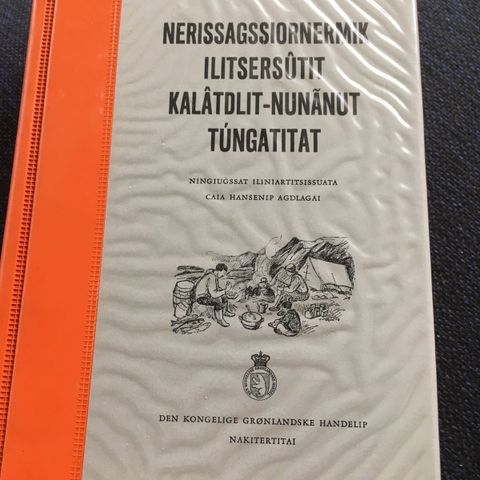 NERISSAGSSIORNERMIK
ILITSERSÛTIT
KALÂTDLIT-NUNÃNUT
TÚNGATITAT
NINGIUGSSAT ILINIARTITSISSUATA
CAIA HANSENIP AGDLAGAI
DEN KONGELIGE GRØNLANDSKE HANDELIP
NAKITERTITAI